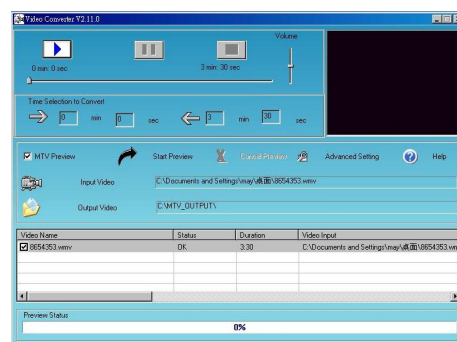 Video Converter V2.11.0
Volume
0 min: 0 sec
3 min: 30 sec
Time Selection to Convert
0 min 0 sec 3 min 30 sec
MTV Preview Start Preview Cancel Preview Advanced Setting Help
Input Video C:\Documents and Settings\may\桌面\8654353.wmv
Output Video C:\MTV_OUTPUT\
Video Name Status Duration Video Input
8654353.wmv OK 3:30 C:\Documents and Settings\may\桌面\8654353.wm
Preview Status
0%